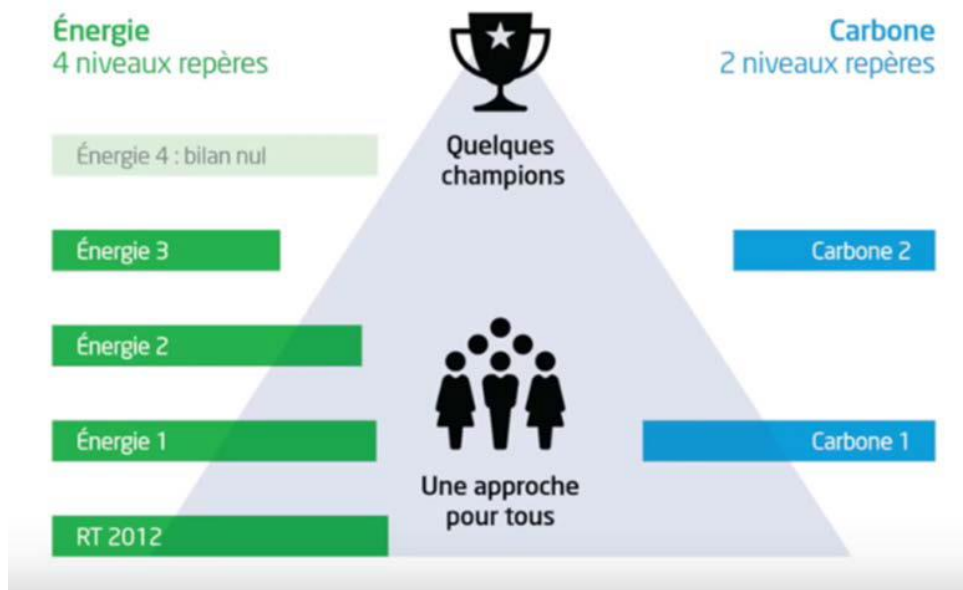 Énergie
4 niveaux repères
Carbone
2 niveaux repères
Quelques
champions
Énergie 4 : bilan nul
Énergie 3
Carbone 2
Énergie 2
Énergie 1
Carbone 1
Une approche
pour tous
RT 2012